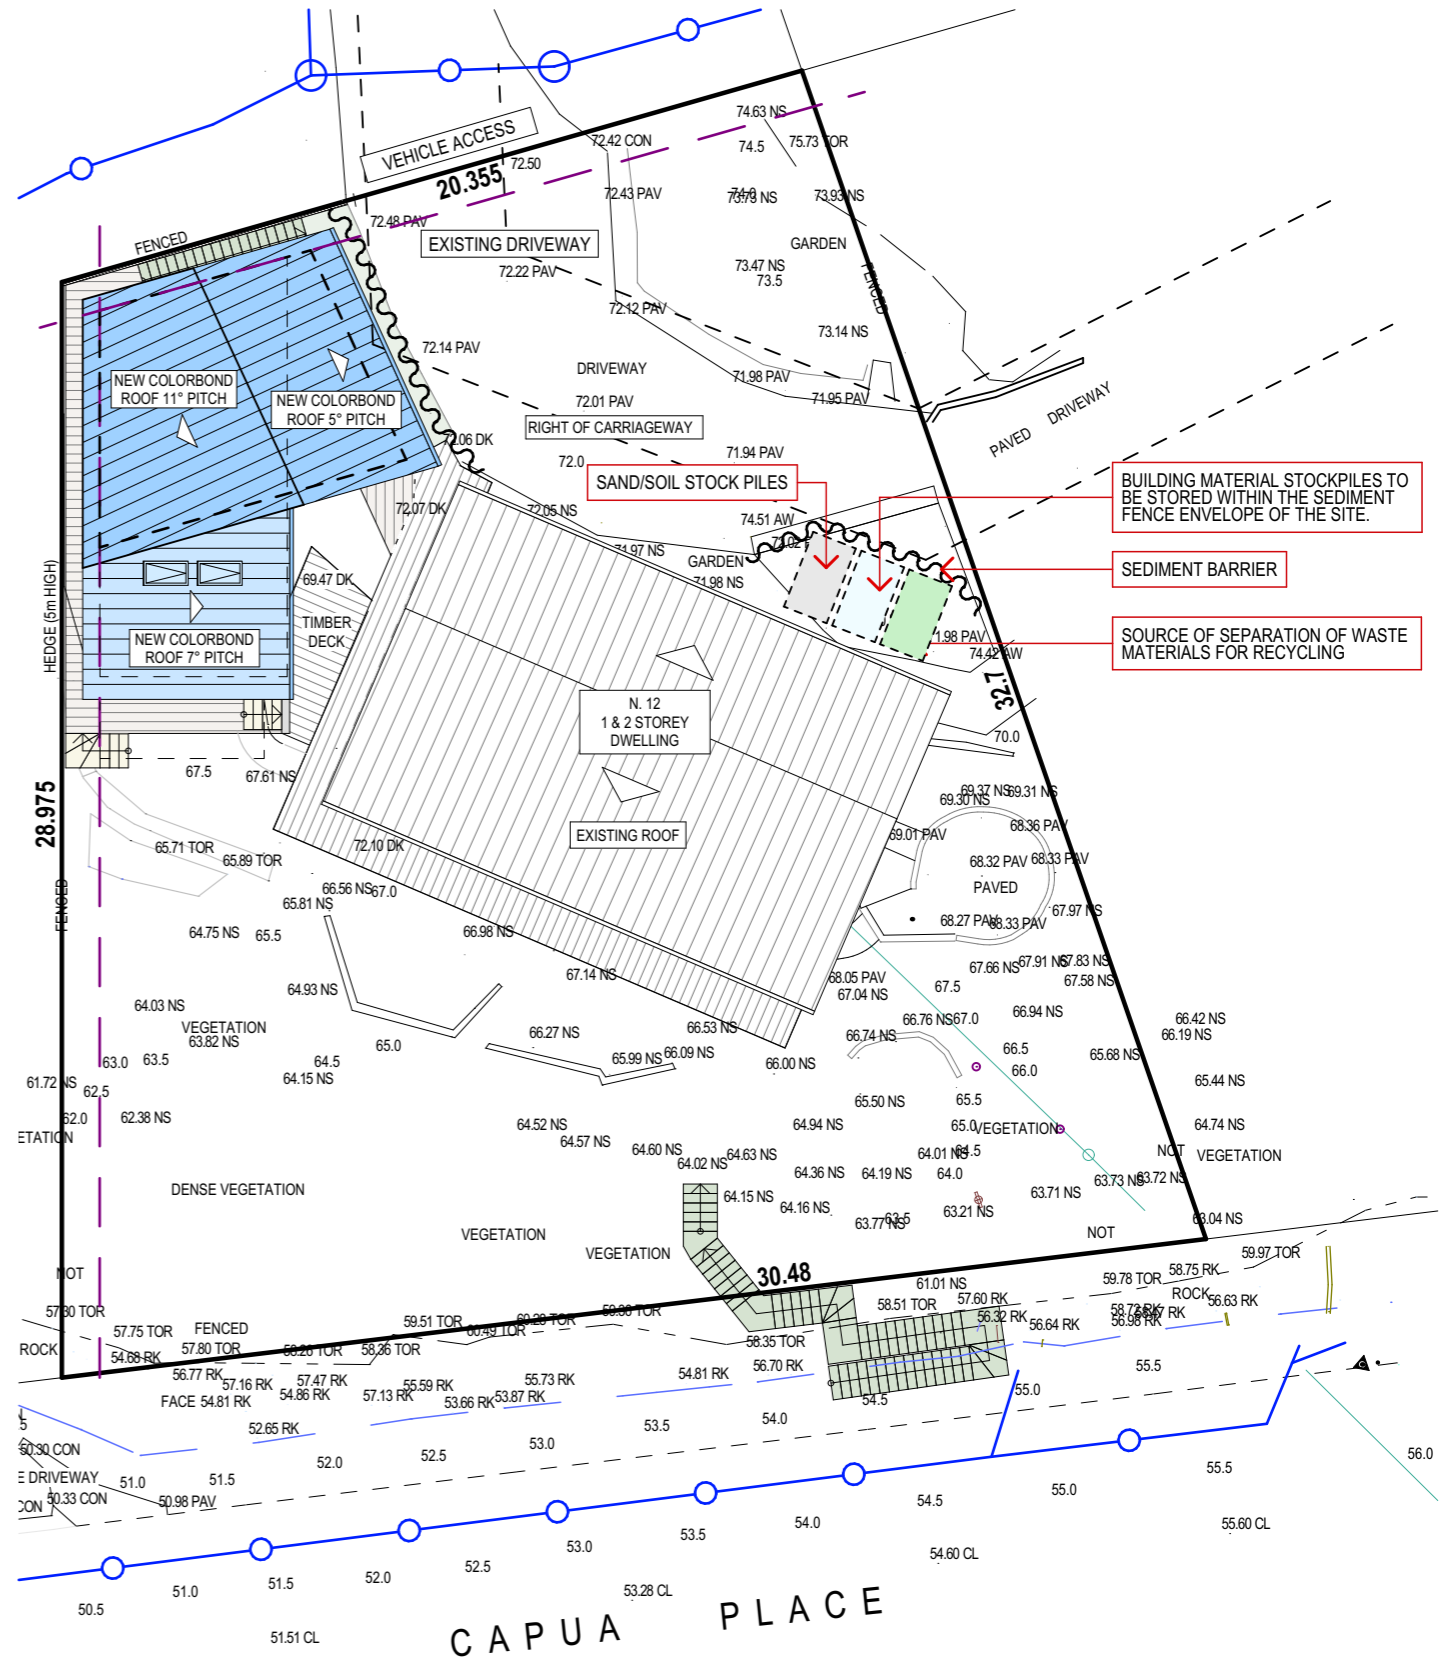 74.63 NS
VEHICLE ACCESS
72.42 CON
74.5
75.73 TOR
72.50
20.355
72.43 PAV
74.0
73.79 NS
73.93 NS
72.48 PAV
FENCED
EXISTING DRIVEWAY
GARDEN
72.22 PAV
73.47 NS
73.5
FENCED
72.12 PAV
73.14 NS
72.14 PAV
DRIVEWAY
71.98 PAV
NEW COLORBOND
ROOF 11° PITCH
NEW COLORBOND
ROOF 5° PITCH
72.01 PAV
71.95 PAV
PAVED DRIVEWAY
RIGHT OF CARRIAGEWAY
72.06 DK
71.94 PAV
72.0
SAND/SOIL STOCK PILES
BUILDING MATERIAL STOCKPILES TO
BE STORED WITHIN THE SEDIMENT
FENCE ENVELOPE OF THE SITE.
72.07 DK
72.05 NS
74.51 AW
73.02
71.97 NS
GARDEN
71.98 NS
SEDIMENT BARRIER
69.47 DK
TIMBER
DECK
HEDGE (5m HIGH)
NEW COLORBOND
ROOF 7° PITCH
1.98 PAV
74.42 AW
SOURCE OF SEPARATION OF WASTE
MATERIALS FOR RECYCLING
32.7
N. 12
1 & 2 STOREY
DWELLING
70.0
67.5
67.61 NS
28.975
69.37 NS
69.31 NS
69.30 NS
68.36 PAV
EXISTING ROOF
69.01 PAV
72.10 DK
65.71 TOR
65.89 TOR
68.32 PAV
68.33 PAV
PAVED
66.56 NS
67.0
65.81 NS
FENCED
67.97 NS
68.27 PAV
68.33 PAV
64.75 NS
65.5
66.98 NS
67.14 NS
67.66 NS
67.91 NS
67.83 NS
68.05 PAV
67.04 NS
67.5
67.58 NS
64.93 NS
64.03 NS
VEGETATION
63.82 NS
66.94 NS
66.42 NS
66.19 NS
66.76 NS
67.0
66.27 NS
66.53 NS
66.74 NS
65.0
66.5
65.68 NS
63.0
63.5
64.5
65.99 NS
66.09 NS
66.00 NS
66.0
64.15 NS
61.72 NS
62.5
65.44 NS
62.0
62.38 NS
65.50 NS
65.5
64.52 NS
64.94 NS
65.0
VEGETATION
64.74 NS
ETATION
64.57 NS
64.60 NS
64.63 NS
64.01 NS
64.5
NOT
VEGETATION
64.02 NS
64.36 NS
64.19 NS
64.0
63.73 NS
63.72 NS
DENSE VEGETATION
64.15 NS
63.71 NS
64.16 NS
63.21 NS
63.77 NS
63.5
63.04 NS
VEGETATION
NOT
VEGETATION
59.97 TOR
NOT
30.48
59.78 TOR
58.75 RK
61.01 NS
ROCK
57.60 RK
56.63 RK
57.30 TOR
58.51 TOR
56.32 RK
56.64 RK
58.72 RK
56.98 RK
59.51 TOR
60.49 TOR
57.75 TOR
FENCED
58.35 TOR
ROCK
54.68 RK
57.80 TOR
58.36 TOR
56.77 RK
57.16 RK
57.47 RK
54.86 RK
57.13 RK
55.59 RK
55.73 RK
54.81 RK
56.70 RK
55.5
FACE
54.81 RK
53.66 RK
53.87 RK
55.0
54.5
52.65 RK
53.5
54.0
5
50.30 CON
53.0
52.5
52.0
56.0
E DRIVEWAY
51.0
51.5
55.5
50.33 CON
50.98 PAV
55.0
CON
54.5
54.0
53.5
55.60 CL
53.0
54.60 CL
52.5
52.0
51.5
51.0
53.28 CL
50.5
51.51 CL
CAPUA PLACE